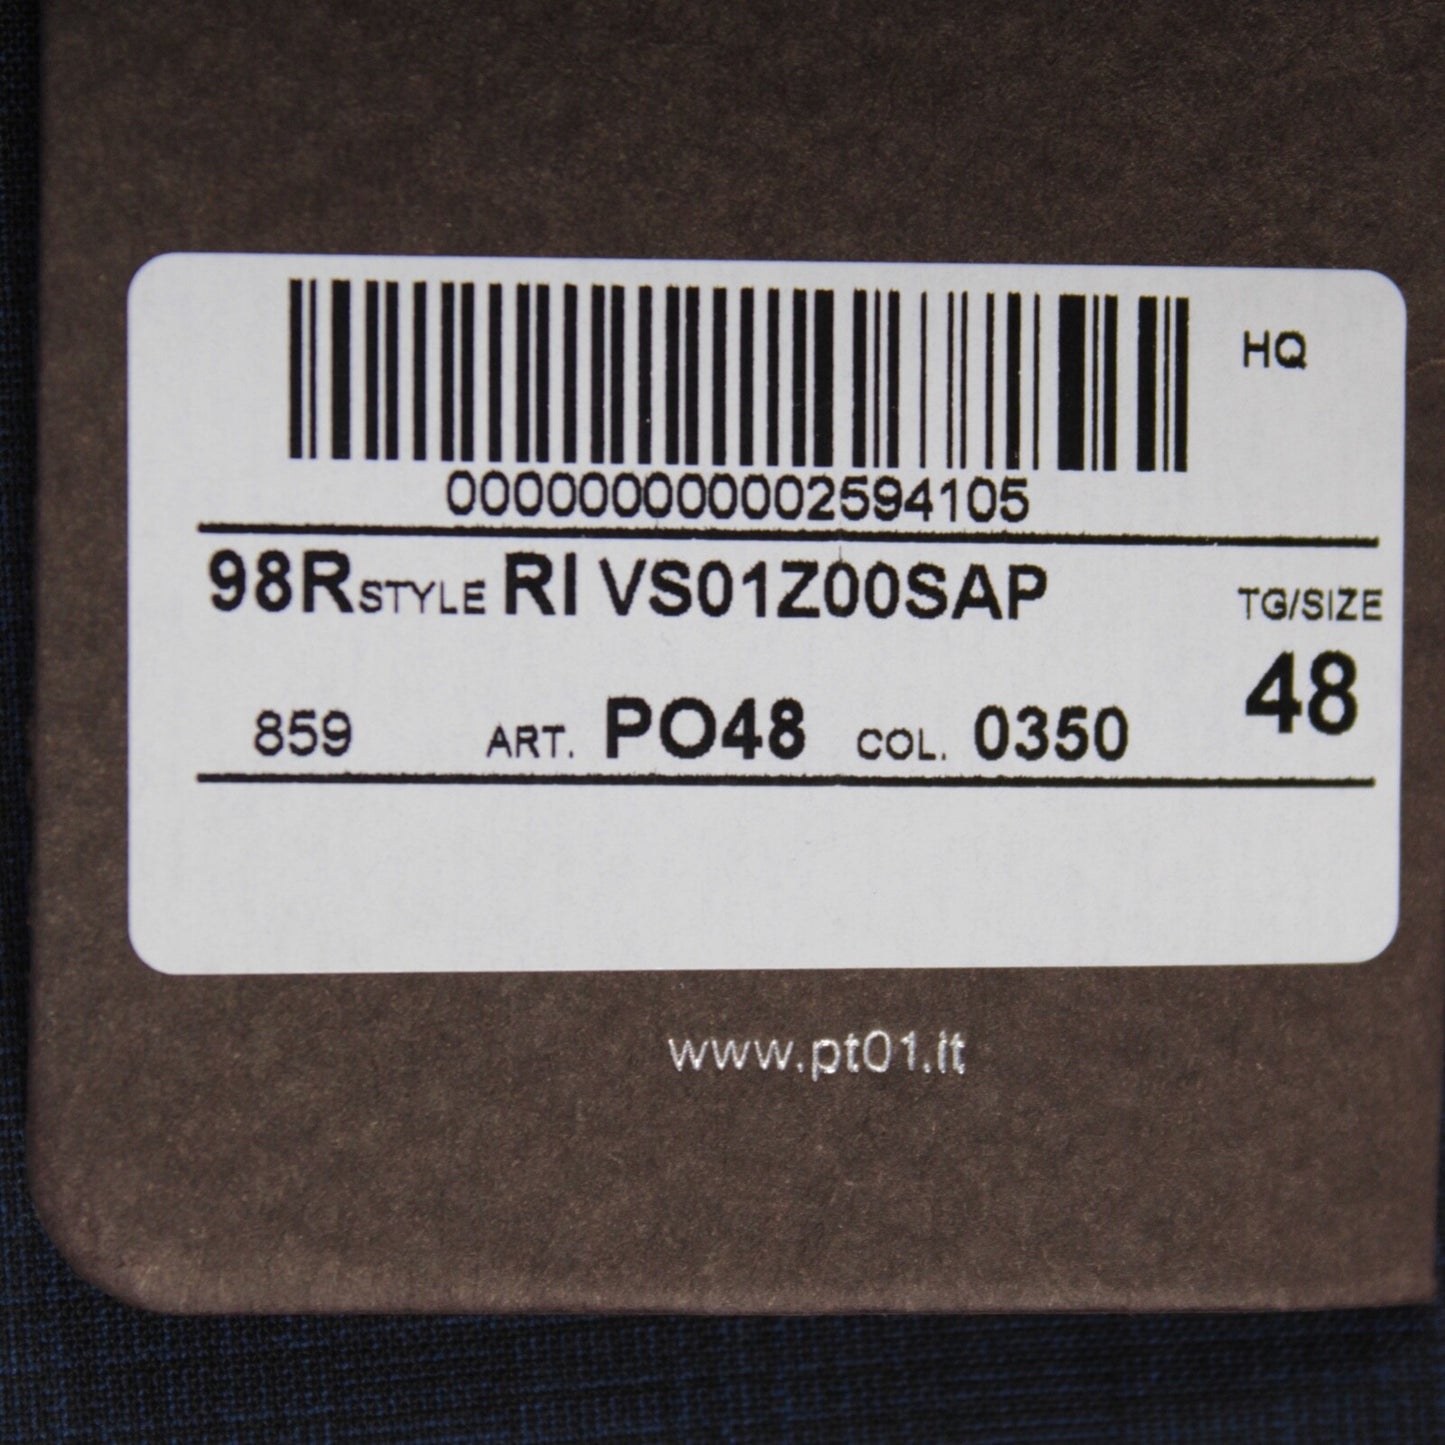 HQ
000000000002594105
98R STYLE RI VS01Z00SAP TG/SIZE
48
859 ART. PO48 COL. 0350
www.pt01.it